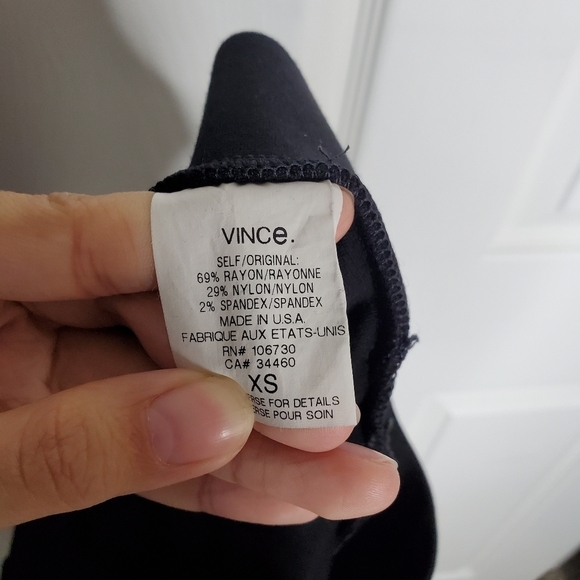 VINCe.
SELF/ORIGINAL:
69% RAYON/RAYONNE
29% NYLON/NYLON
2% SPANDEX/SPANDEX
MADE IN U.S.A.
FABRIQUE AUX ETATS-UNIS
RN# 106730
CA# 34460
XS
FOR DETAILS
POUR SOIN